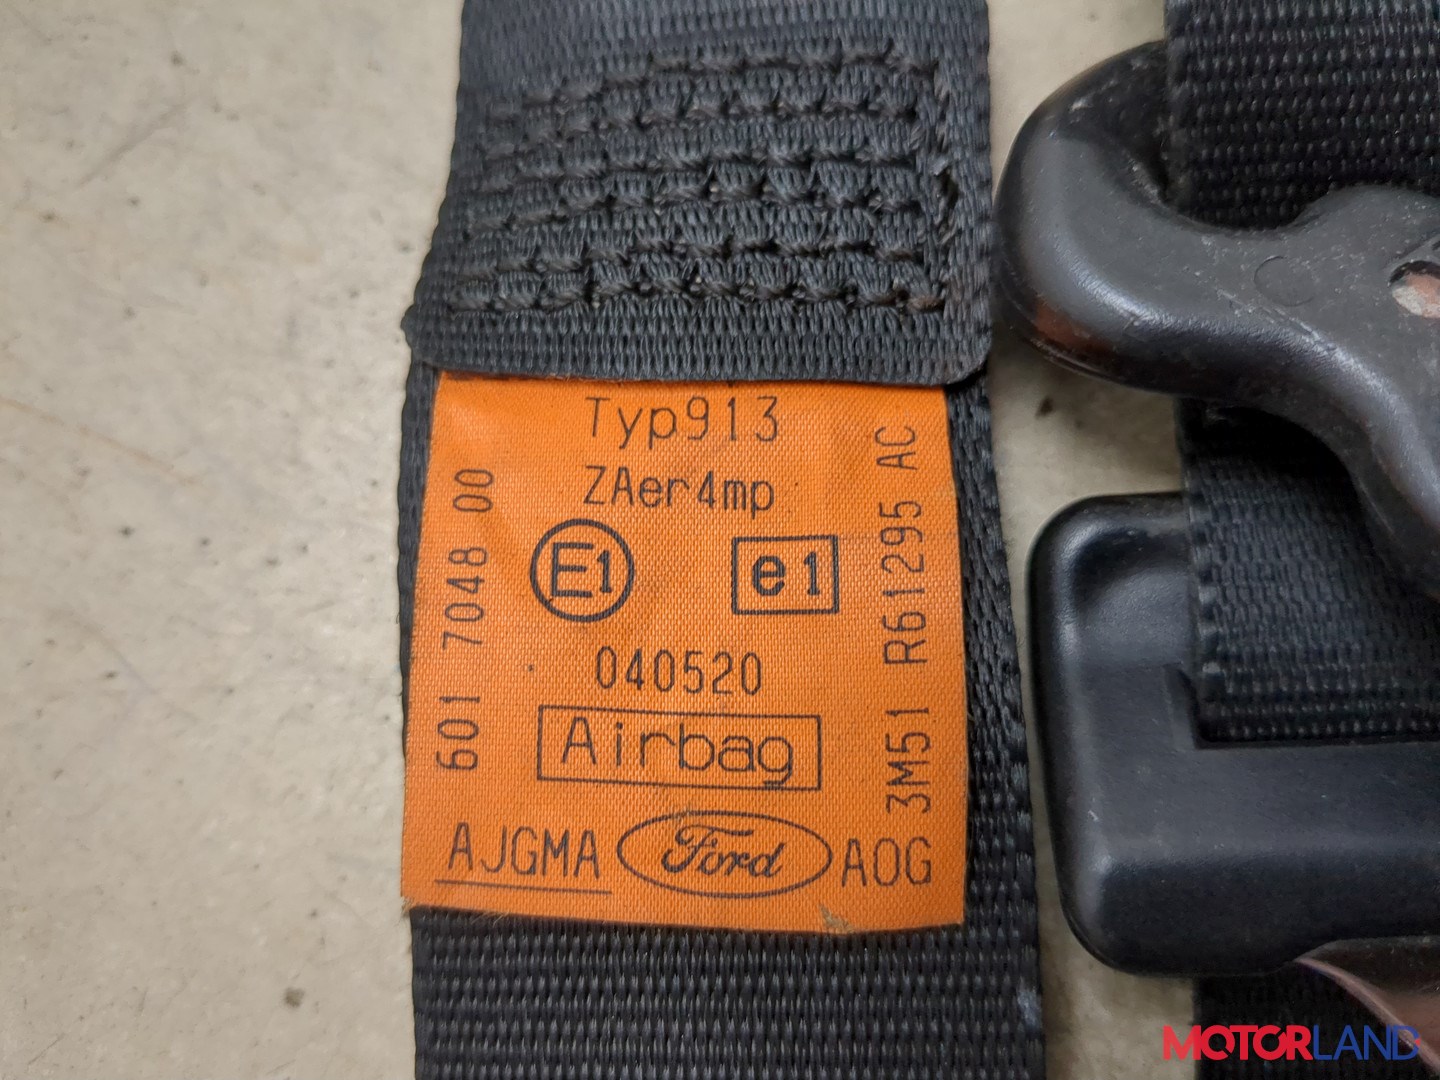 Typ913
ZAer4mp
E1
e1
040520
Airbag
AJGMA Ford AOG
601 7048 00
3M51 R61295 AC
MOTORLAND